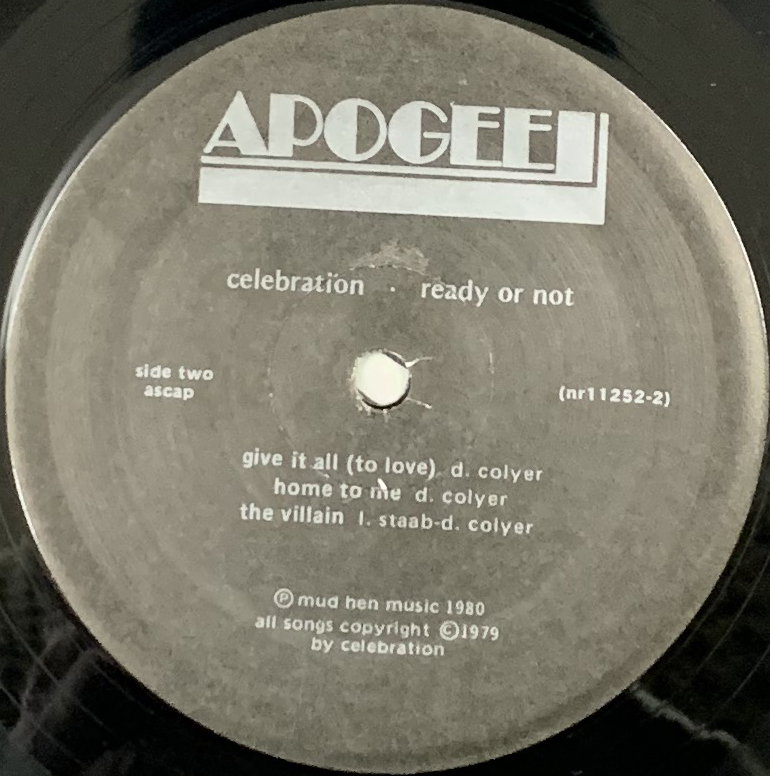 APOGEE
celebration · ready or not
side two
ascap
(nr11252-2)
give it all (to love) d. colyer
home to me d. colyer
the villain l. staab-d. colyer
℗ mud hen music 1980
all songs copyright ©1979
by celebration